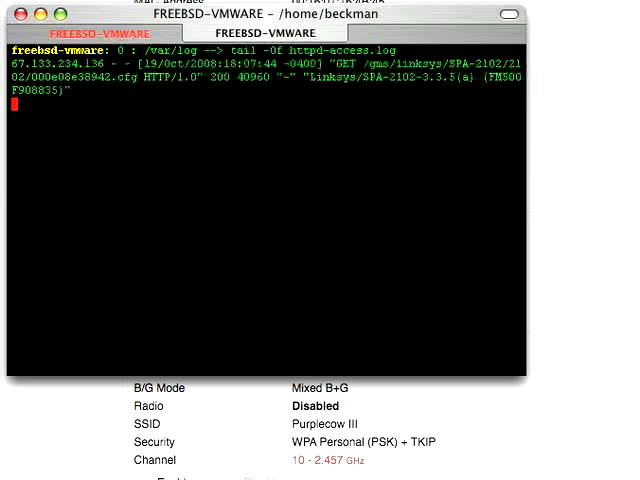 FREEBSD-VMWARE - /home/beckman
FREEBSD-VMWARE
FREEBSD-VMWARE
freebsd-vmware: 0 : /var/log --> tail -0f httpd-access.log
67.133.234.136 - - [19/Oct/2008:18:07:44 -0400] "GET /gms/linksys/SPA-2102/21
02/000e08e38942.cfg HTTP/1.0" 200 40960 "-" "Linksys/SPA-2102-3.3.5(a) (FM500
F908835)"
B/G Mode Mixed B+G
Radio Disabled
SSID Purplecow III
Security WPA Personal (PSK) + TKIP
Channel 10 - 2.457 GHz